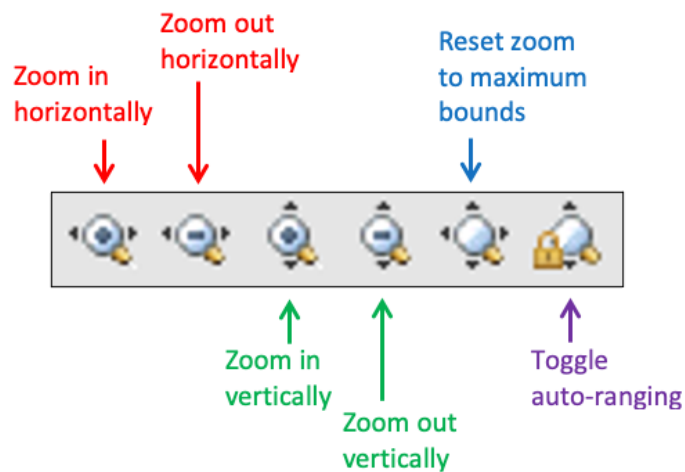 Zoom in
horizontally
Zoom out
horizontally
Reset zoom
to maximum
bounds
Zoom in
vertically
Zoom out
vertically
Toggle
auto-ranging